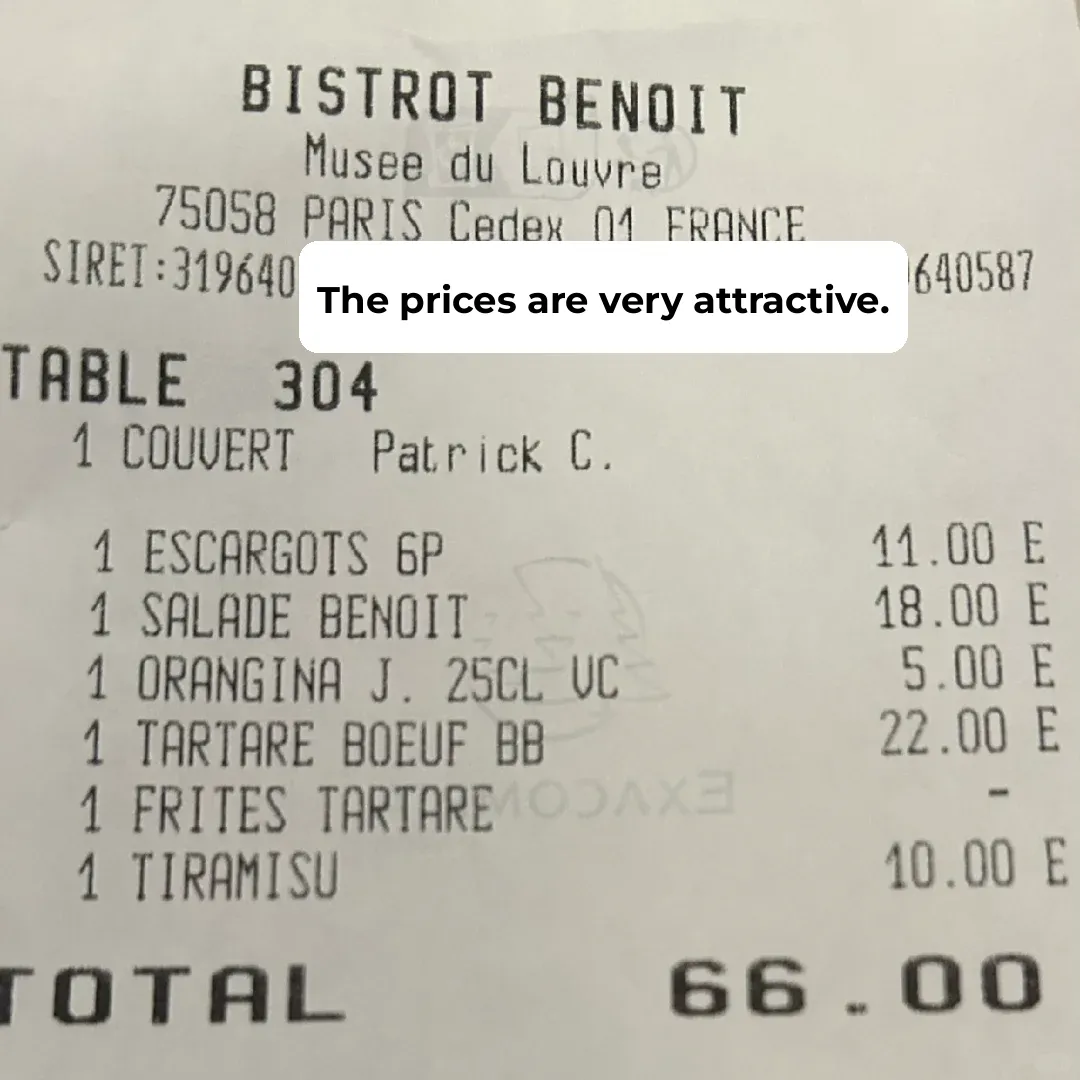 BISTROT BENOIT
Musee du Louvre
75058 PARIS Cedex 01 FRANCE
SIRET:319640 640587
The prices are very attractive.
TABLE 304
1 COUVERT Patrick C.
1 ESCARGOTS 6P 11.00 E
1 SALADE BENOIT 18.00 E
1 ORANGINA J. 25CL VC 5.00 E
1 TARTARE BOEUF BB 22.00 E
1 FRITES TARTARE -
EXACOM
1 TIRAMISU 10.00 E
TOTAL 66.00